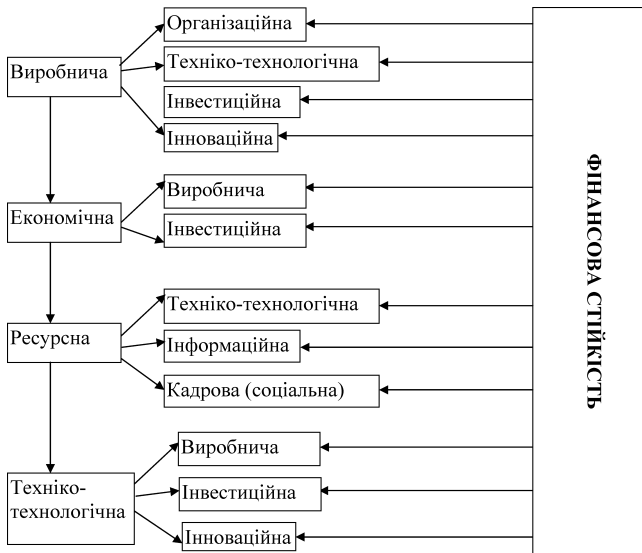 Організаційна
Виробнича
Техніко-технологічна
Інвестиційна
Інноваційна
Економічна
Виробнича
Інвестиційна
Ресурсна
Техніко-технологічна
Інформаційна
Кадрова (соціальна)
Техніко-
технологічна
Виробнича
Інвестиційна
Інноваційна
ФІНАНСОВА СТІЙКІСТЬ